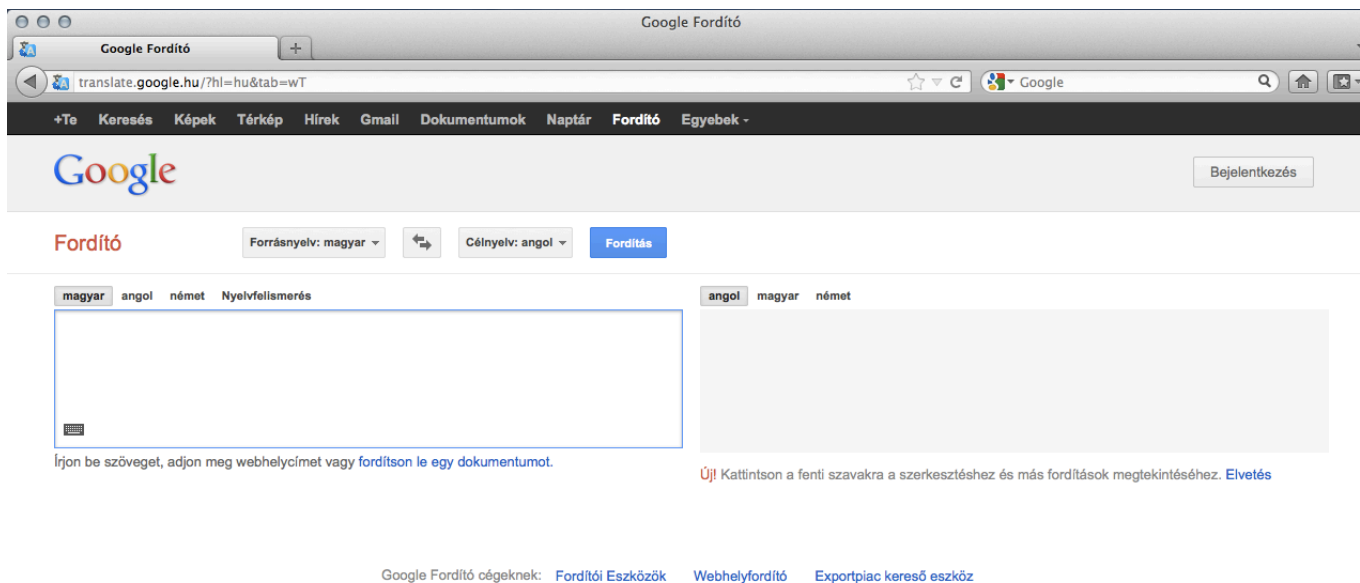 Google Fordító
Google Fordító
translate.google.hu/?hl=hu&tab=wT
Google
+Te Keresés Képek Térkép Hírek Gmail Dokumentumok Naptár Fordító Egyebek
Google
Bejelentkezés
Fordító
Forrásnyelv: magyar
Célnyelv: angol
Fordítás
magyar angol német Nyelvfelismerés
angol magyar német
Írjon be szöveget, adjon meg webhelycímet vagy fordítson le egy dokumentumot.
Új! Kattintson a fenti szavakra a szerkesztéshez és más fordítások megtekintéséhez. Elvetés
Google Fordító cégeknek: Fordítói Eszközök Webhelyfordító Exportpiac kereső eszköz